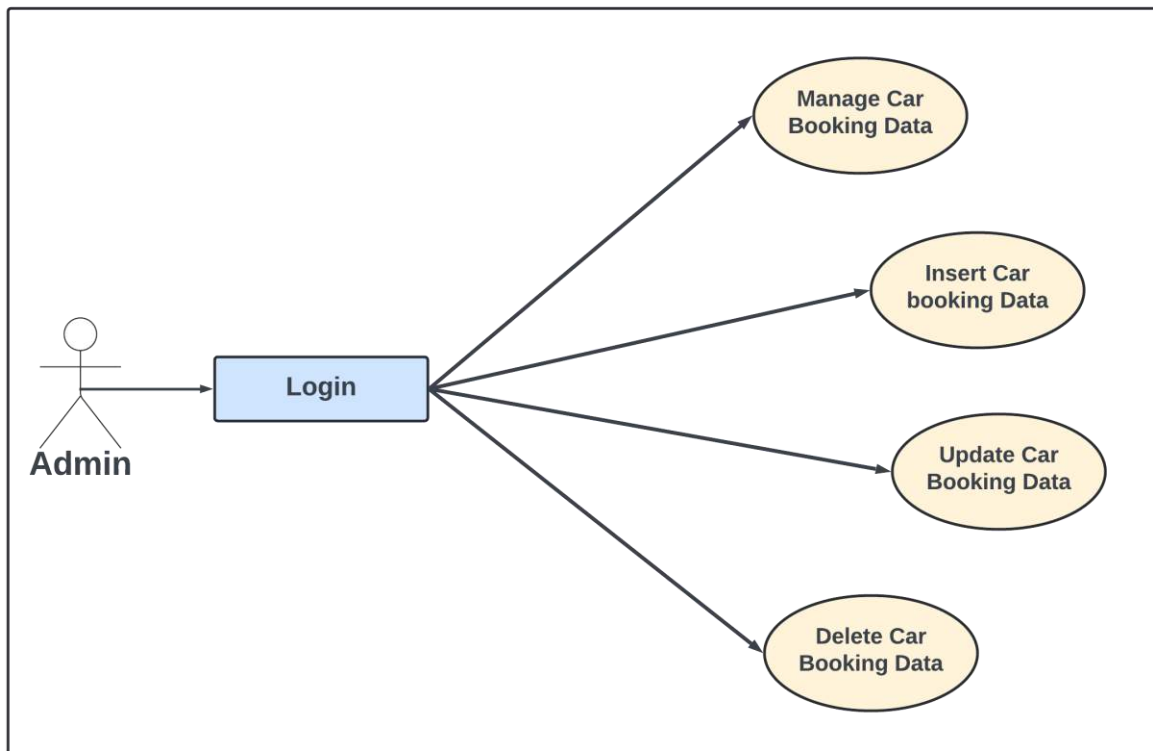 Manage Car
Booking Data
Insert Car
booking Data
Login
Admin
Update Car
Booking Data
Delete Car
Booking Data